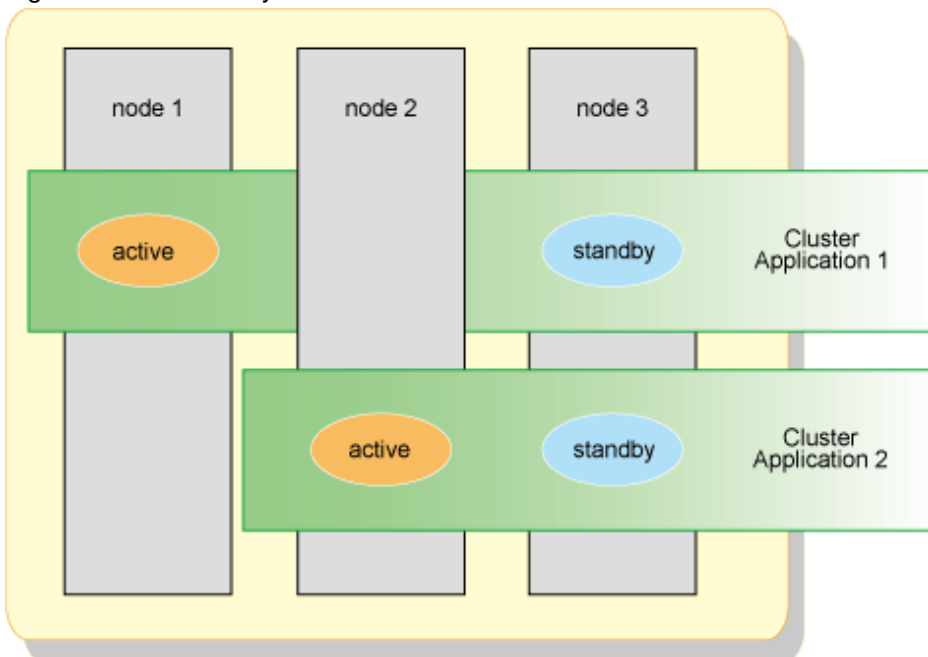 node 1
node 2
node 3
active
standby
Cluster
Application 1
active
standby
Cluster
Application 2